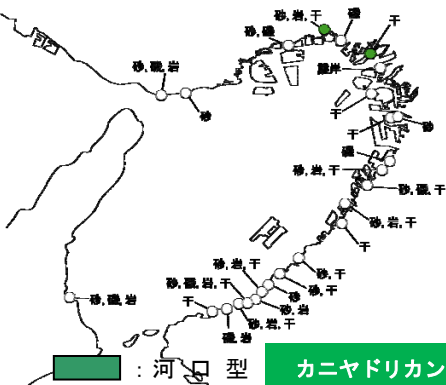 砂, 岩, 干
礫
砂, 礫
干
護岸
砂, 礫, 岩
砂
干
干
砂
礫
砂, 岩, 干
砂, 礫, 干
砂, 岩, 干
干
砂, 干
砂, 岩, 干
砂, 礫, 岩, 干
砂, 干
砂
砂, 岩
干
砂, 岩, 干
礫, 岩
砂, 礫, 岩
：河口型
カニヤドリカン